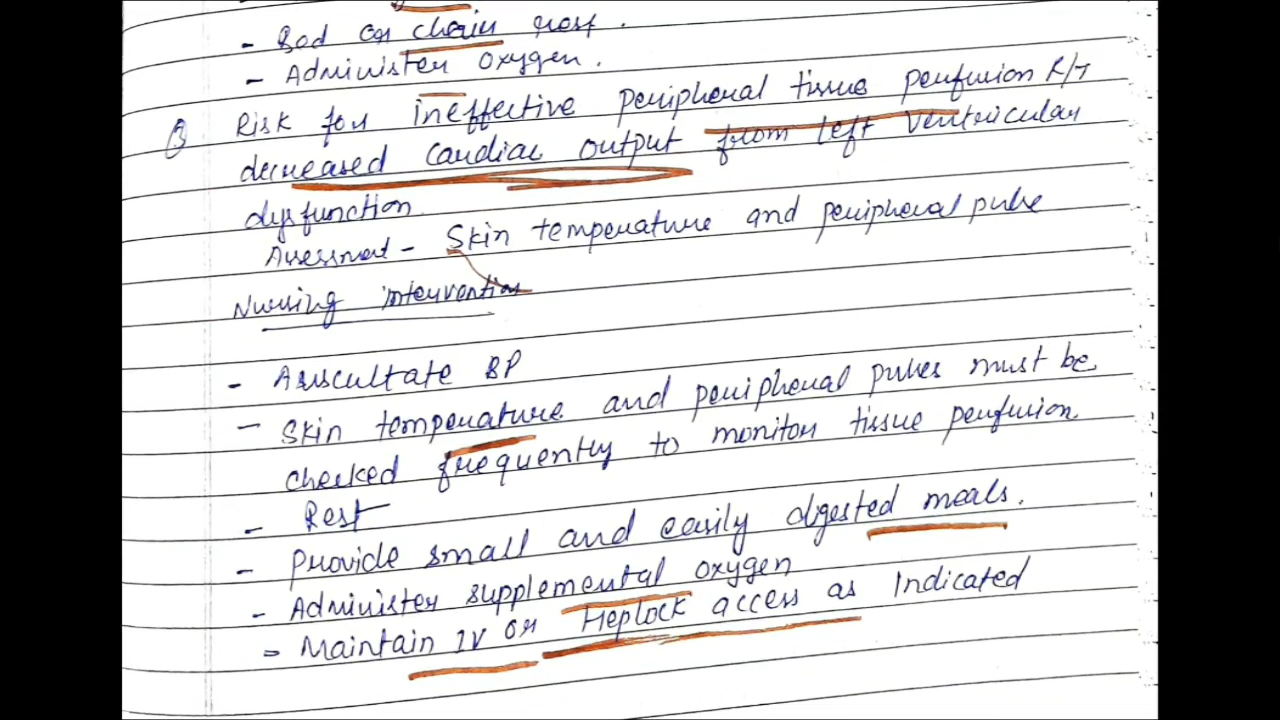 - Bed or chair rest.
- Administer oxygen.
③ Risk for ineffective peripheral tissue perfusion R/T
decreased cardiac output from left ventricular
dysfunction
Assessment - Skin temperature and peripheral pulse
Nursing intervention
- Auscultate BP
- Skin temperature and peripheral pulses must be
checked frequently to monitor tissue perfusion
- Rest
- Provide small and easily digested meals.
- Administer supplemental oxygen
- Maintain IV or Heplock access as Indicated